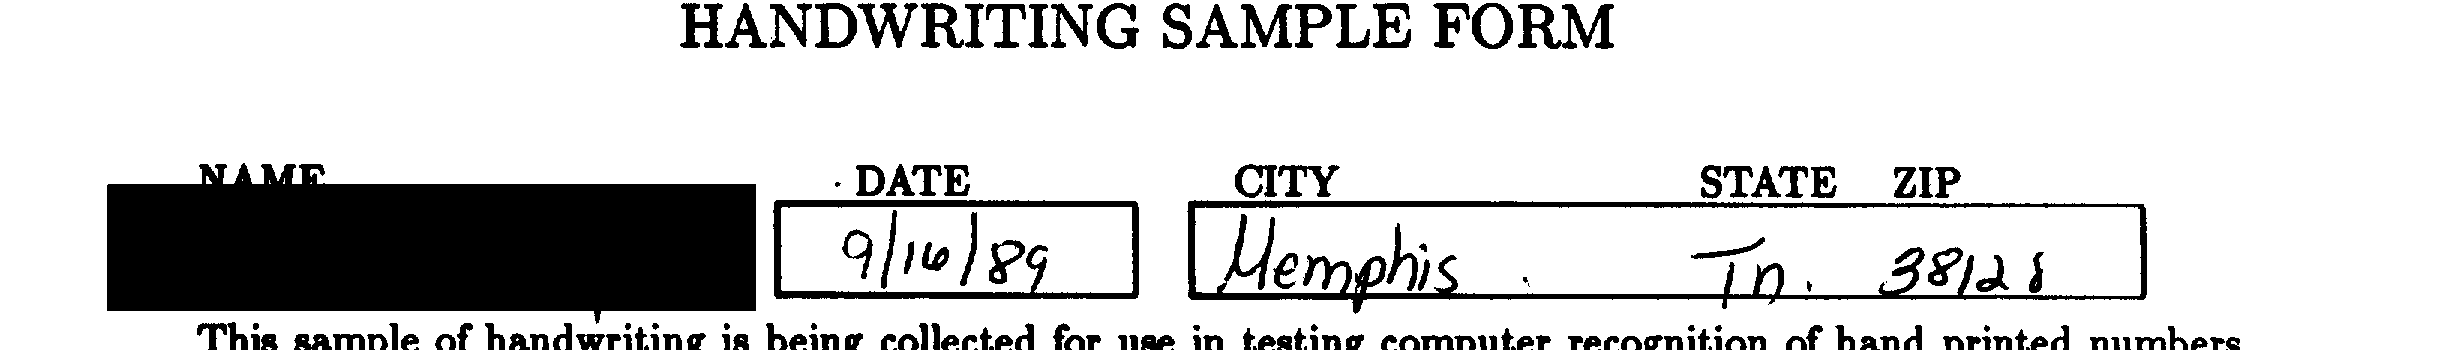 HANDWRITING SAMPLE FORM
NAME DATE CITY STATE ZIP
9/16/89 Memphis Tn. 38128
This sample of handwriting is being collected for use in testing computer recognition of hand printed numbers